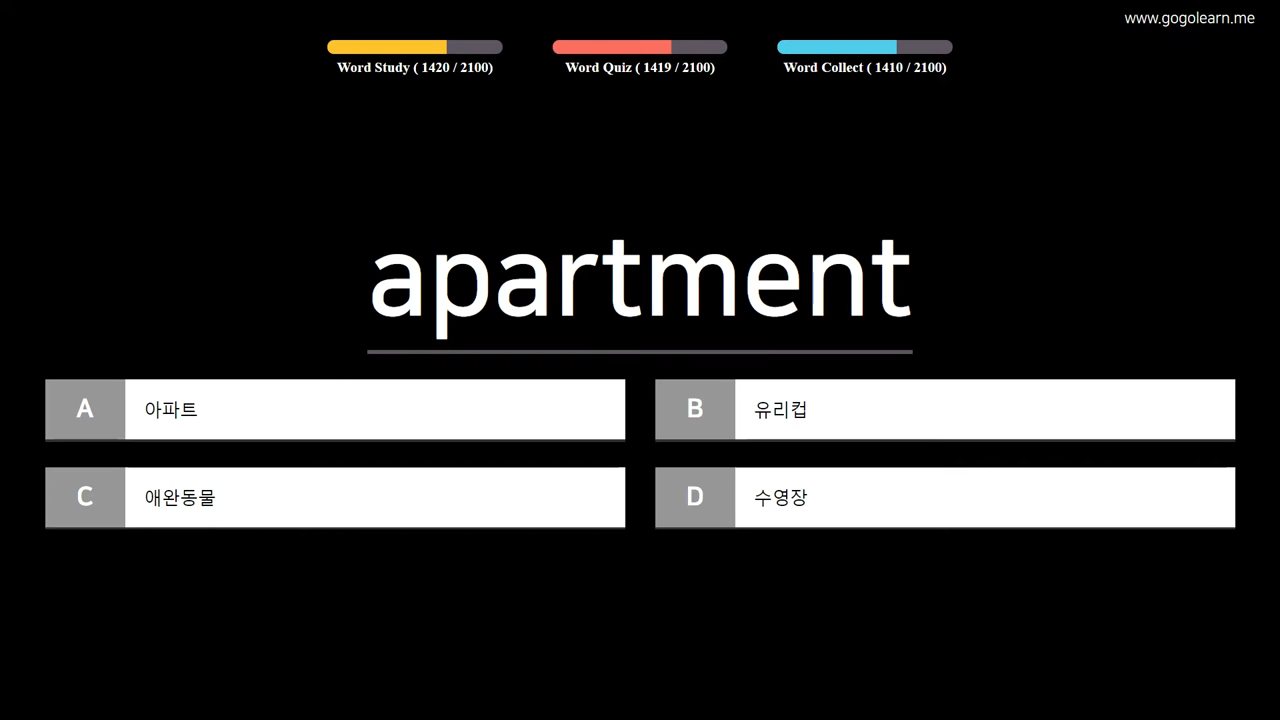 www.gogolearn.me
Word Study ( 1420 / 2100)
Word Quiz ( 1419 / 2100)
Word Collect ( 1410 / 2100)
apartment
A 아파트
B 유리컵
C 애완동물
D 수영장